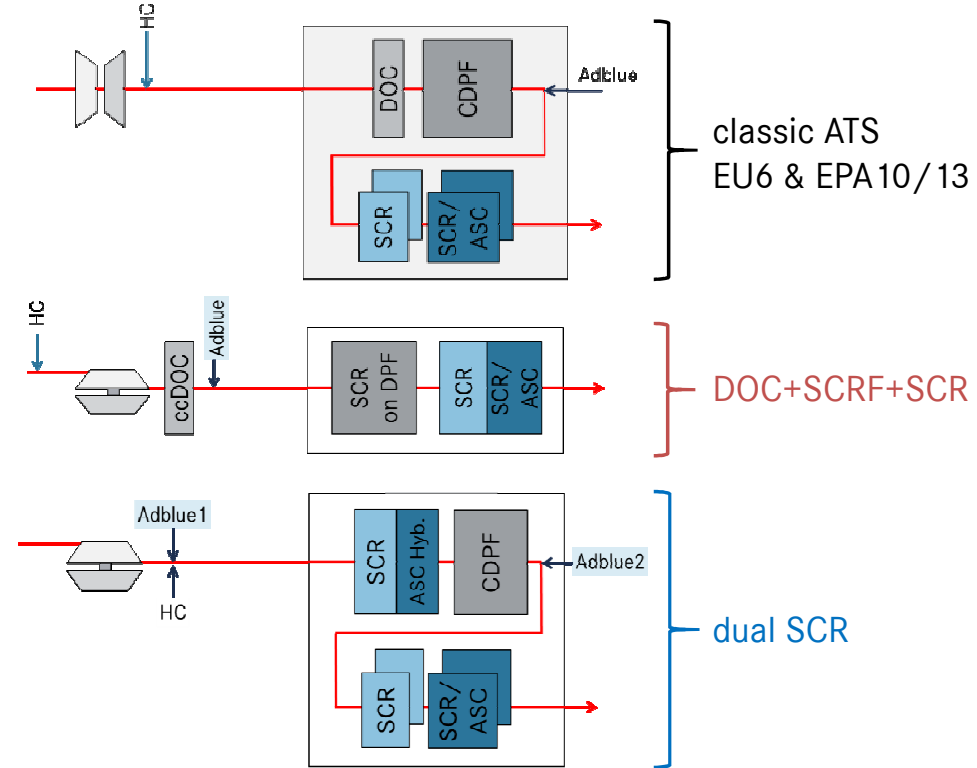 HC
DOC
CDPF
Adblue
classic ATS
EU6 & EPA10/13
SCR
SCR/
ASC
HC
ccDOC
Adblue
SCR
on DPF
SCR
SCR/
ASC
DOC+SCRF+SCR
Adblue1
HC
SCR
ASC Hyb.
CDPF
Adblue2
dual SCR
SCR
SCR/
ASC